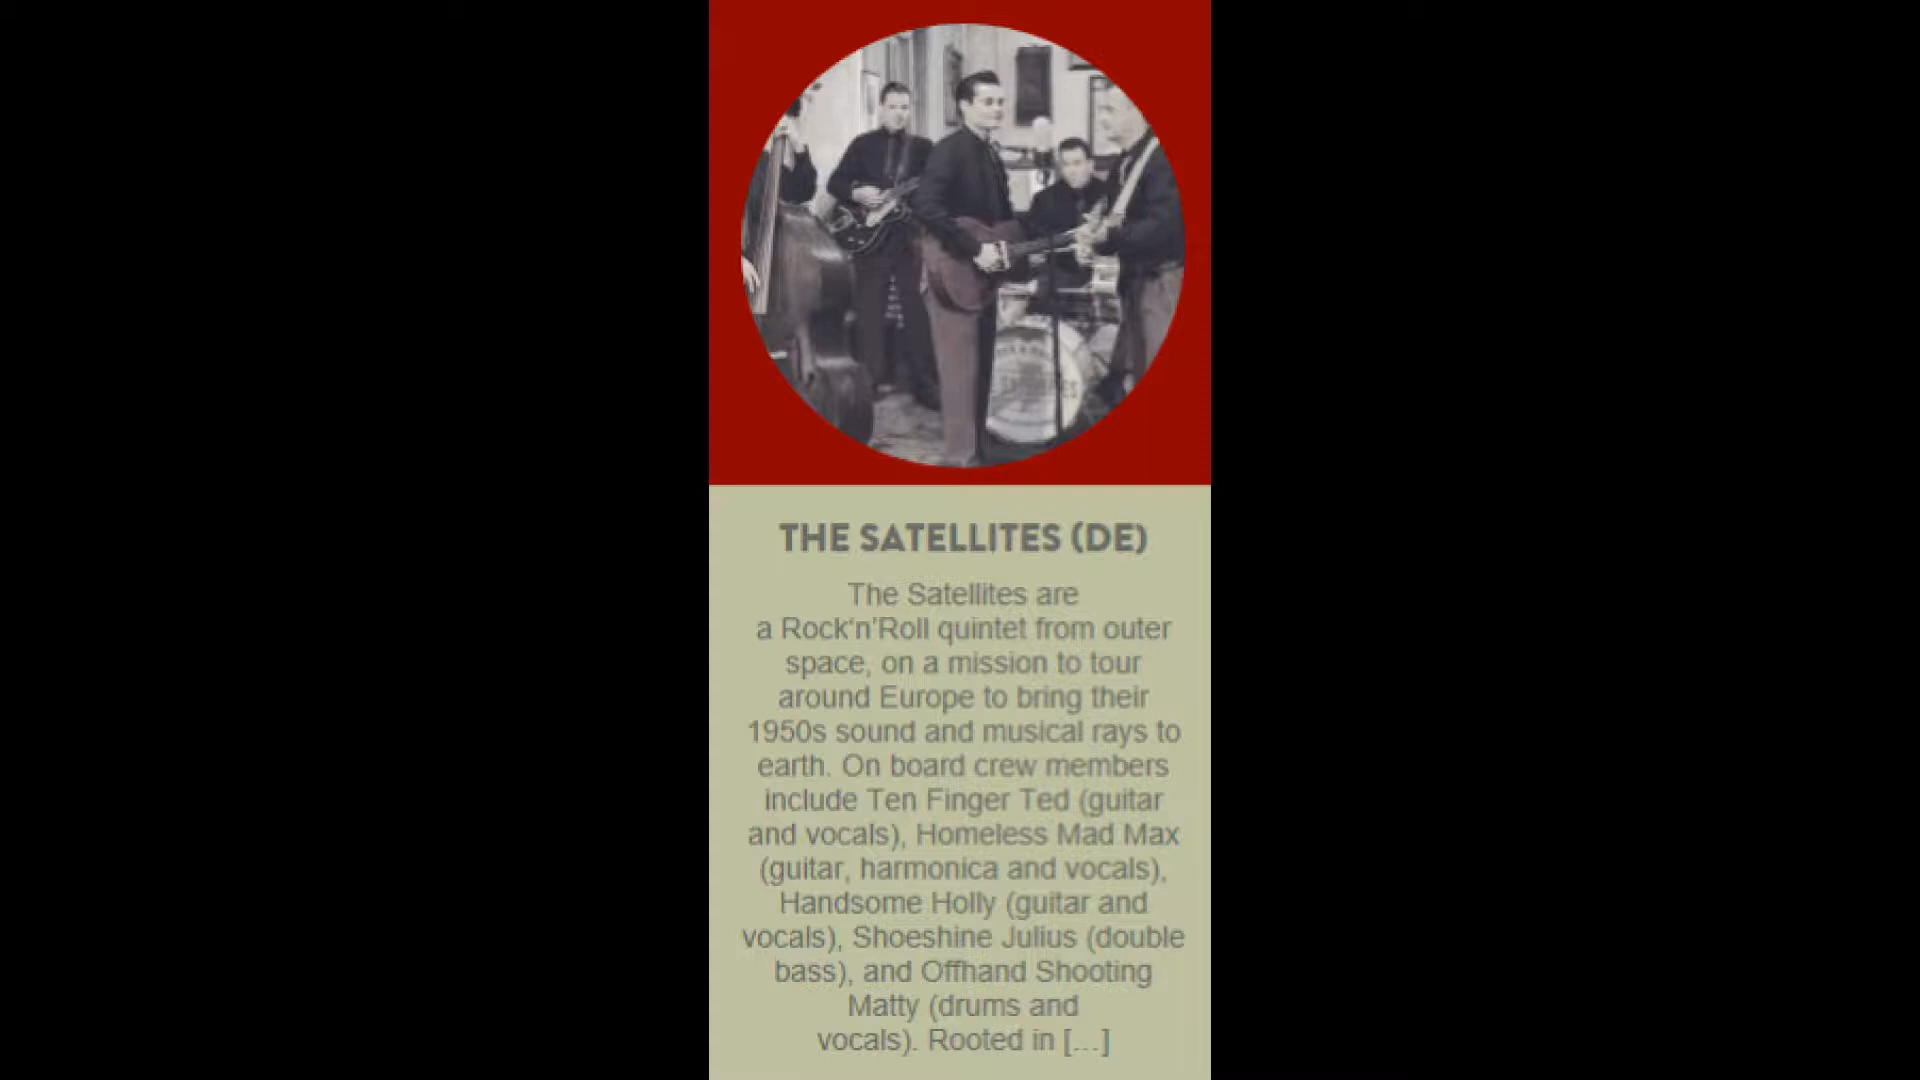 THE SATELLITES (DE)
The Satellites are
a Rock‘n’Roll quintet from outer
space, on a mission to tour
around Europe to bring their
1950s sound and musical rays to
earth. On board crew members
include Ten Finger Ted (guitar
and vocals), Homeless Mad Max
(guitar, harmonica and vocals),
Handsome Holly (guitar and
vocals), Shoeshine Julius (double
bass), and Offhand Shooting
Matty (drums and
vocals). Rooted in [...]